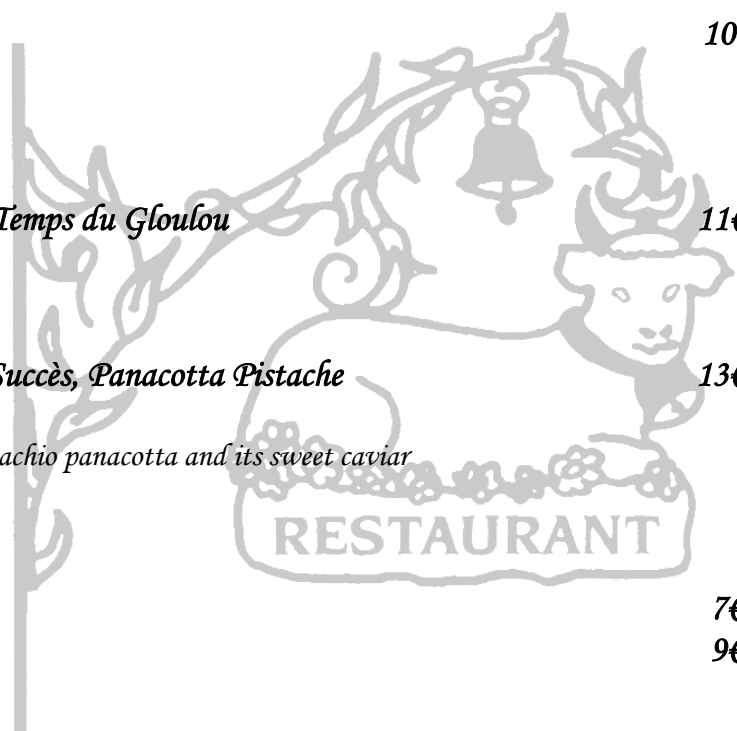 10
Temps du Gloulou 11€
Succès, Panacotta Pistache 13€
achio panacotta and its sweet caviar
RESTAURANT
7€
9€